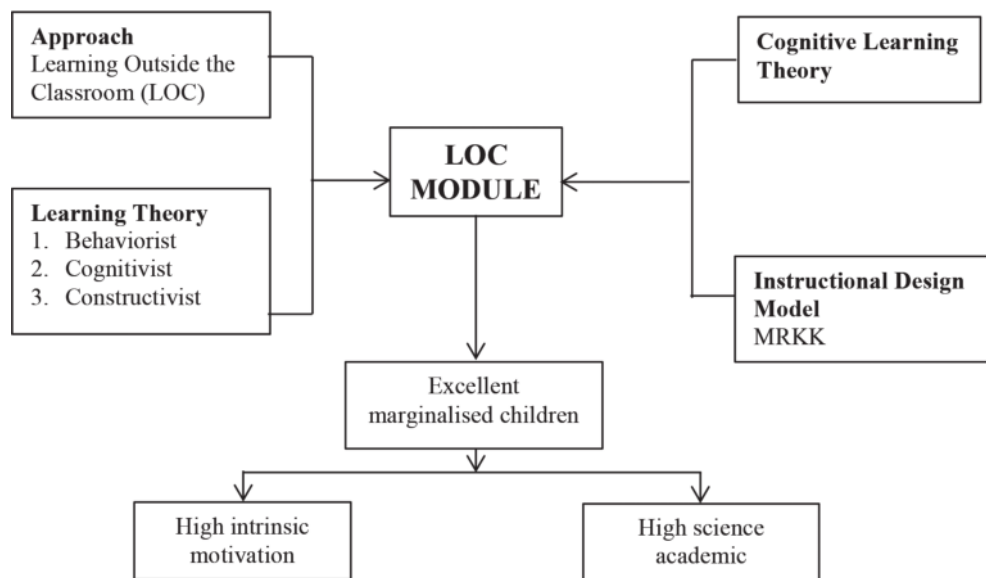 Approach
Learning Outside the
Classroom (LOC)
Cognitive Learning
Theory
LOC
MODULE
Learning Theory
1. Behaviorist
2. Cognitivist
3. Constructivist
Instructional Design
Model
MRKK
Excellent
marginalised children
High intrinsic
motivation
High science
academic